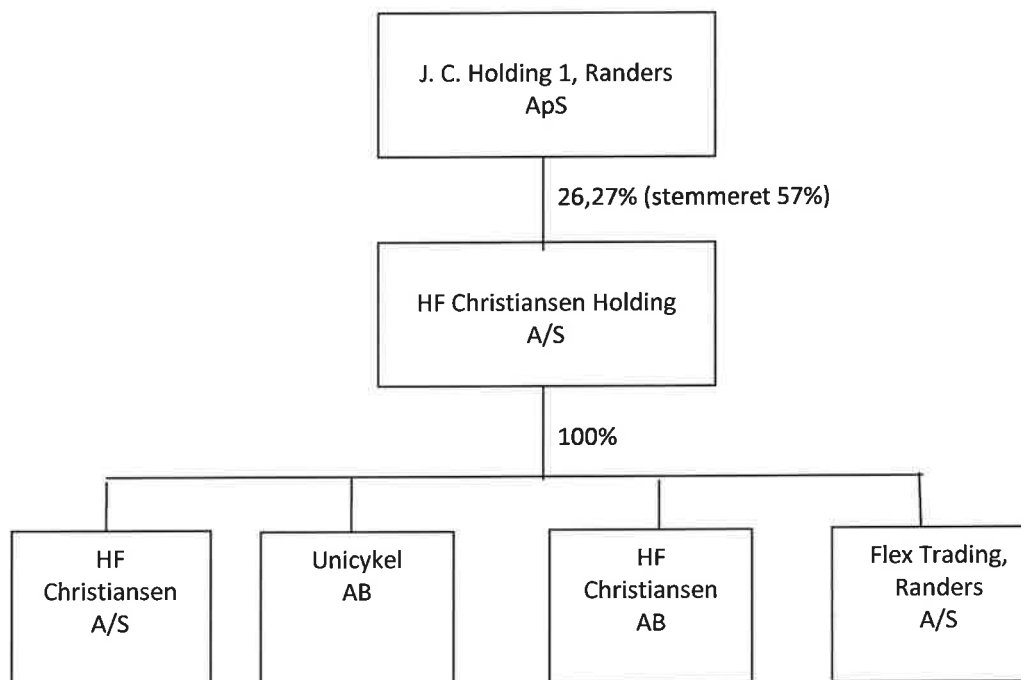 J. C. Holding 1, Randers
ApS
26,27% (stemmeret 57%)
HF Christiansen Holding
A/S
100%
HF
Christiansen
A/S
Unicykel
AB
HF
Christiansen
AB
Flex Trading,
Randers
A/S